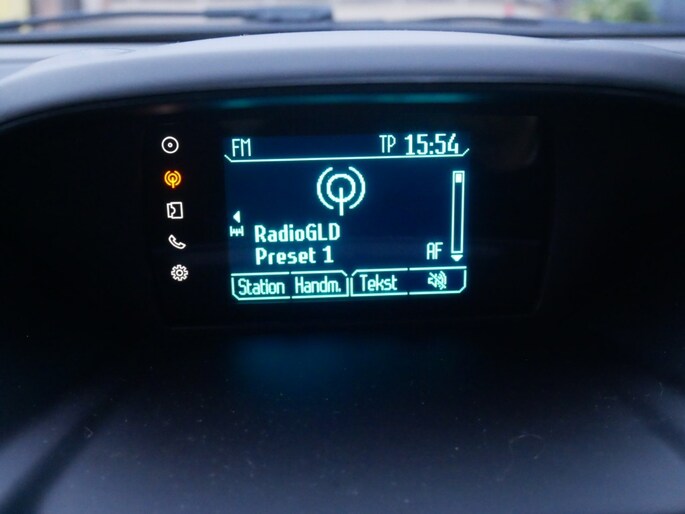 FM TP 15:54
RadioGLD
Preset 1 AF
Station Handm. Tekst